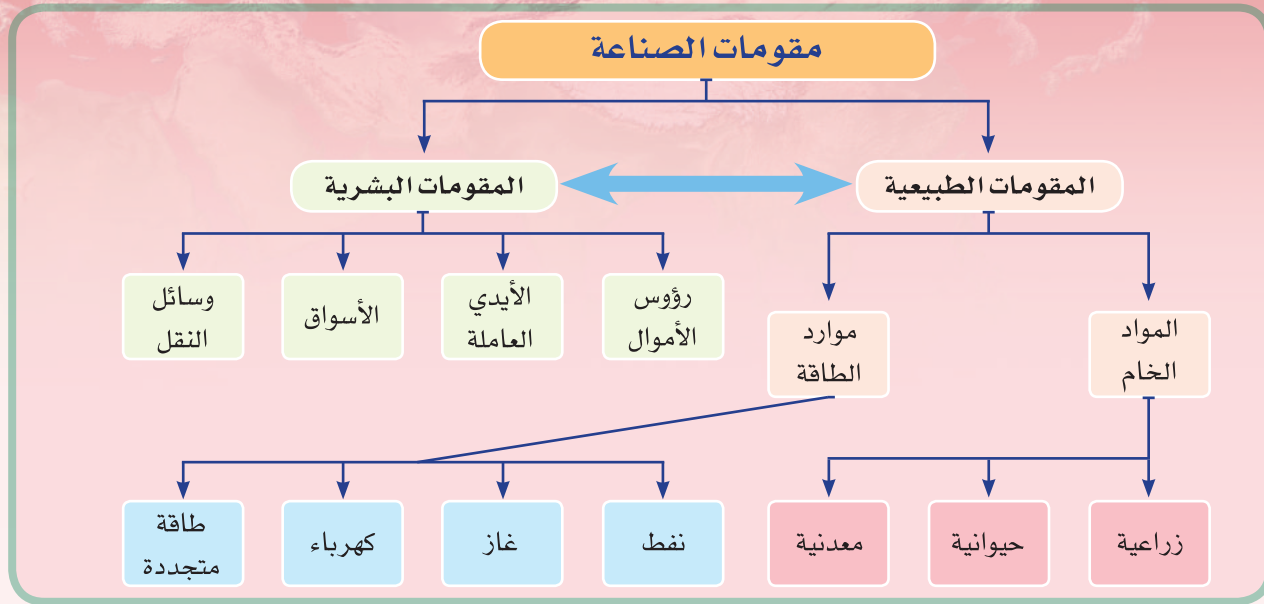 مقومات الصناعة
المقومات الطبيعية
المقومات البشرية
رؤوس
الأموال
الأيدي
العاملة
الأسواق
وسائل
النقل
المواد
الخام
موارد
الطاقة
زراعية
حيوانية
معدنية
نفط
غاز
كهرباء
طاقة
متجددة